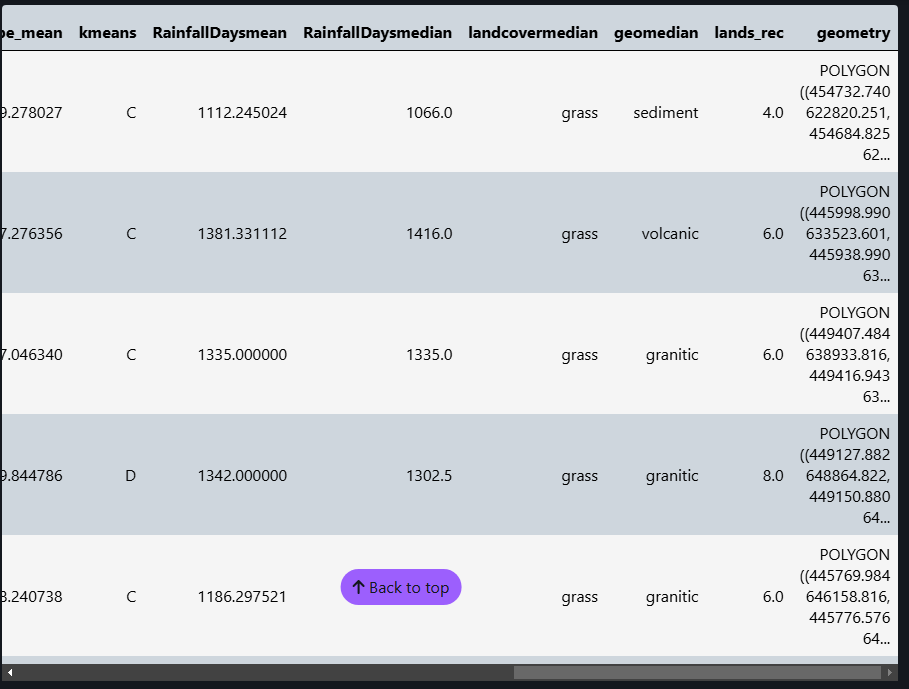 be_mean kmeans RainfallDaysmean RainfallDaysmedian landcovermedian geomedian lands_rec geometry
9.278027 C 1112.245024 1066.0 grass sediment 4.0 POLYGON
((454732.740
622820.251,
454684.825
62...
7.276356 C 1381.331112 1416.0 grass volcanic 6.0 POLYGON
((445998.990
633523.601,
445938.990
63...
7.046340 C 1335.000000 1335.0 grass granitic 6.0 POLYGON
((449407.484
638933.816,
449416.943
63...
9.844786 D 1342.000000 1302.5 grass granitic 8.0 POLYGON
((449127.882
648864.822,
449150.880
64...
8.240738 C 1186.297521 grass granitic 6.0 POLYGON
((445769.984
646158.816,
445776.576
64...
↑ Back to top